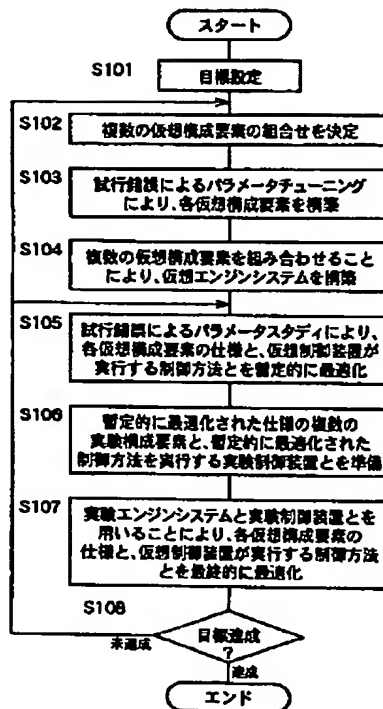 スタート
S101
目標設定
S102
複数の仮想構成要素の組合せを決定
S103
試行錯誤によるパラメータチューニング
により、各仮想構成要素を構築
S104
複数の仮想構成要素を組み合わせること
により、仮想エンジンシステムを構築
S105
試行錯誤によるパラメータスタディにより、
各仮想構成要素の仕様と、仮想制御装置が
実行する制御方法とを暫定的に最適化
S106
暫定的に最適化された仕様の複数の
実験構成要素と、暫定的に最適化された
制御方法を実行する実験制御装置とを準備
S107
実験エンジンシステムと実験制御装置とを
用いることにより、各仮想構成要素の
仕様と、仮想制御装置が実行する制御方法
とを最終的に最適化
S108
目標達成
?
未達成
達成
エンド